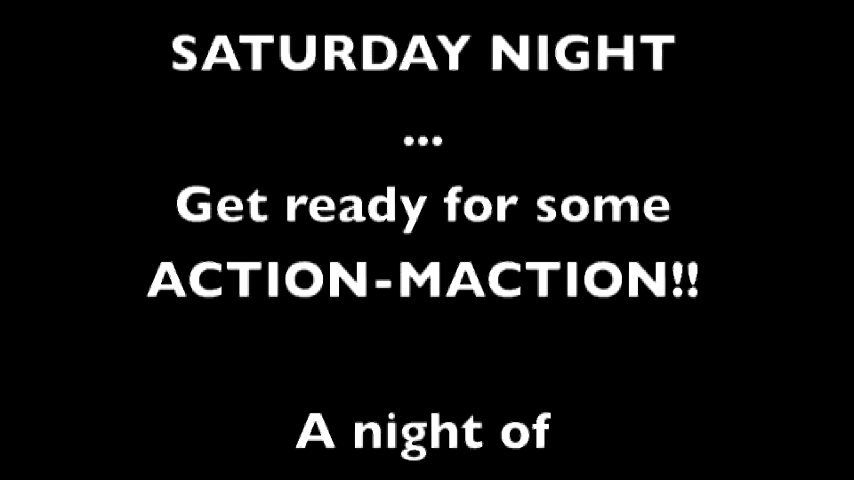 SATURDAY NIGHT
...
Get ready for some
ACTION-MACTION!!
A night of